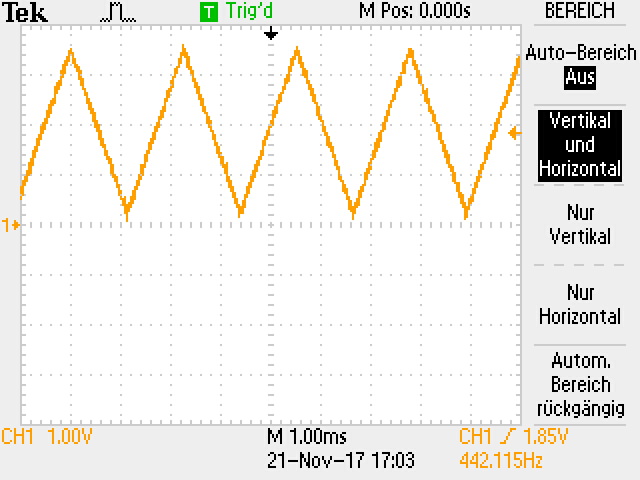 Tek
T Trig'd
M Pos: 0.000s
BEREICH
Auto-Bereich
Aus
Vertikal
und
Horizontal
Nur
Vertikal
Nur
Horizontal
Autom.
Bereich
rückgängig
1
CH1 1.00V
M 1.00ms
CH1 1.85V
21-Nov-17 17:03
442.115Hz